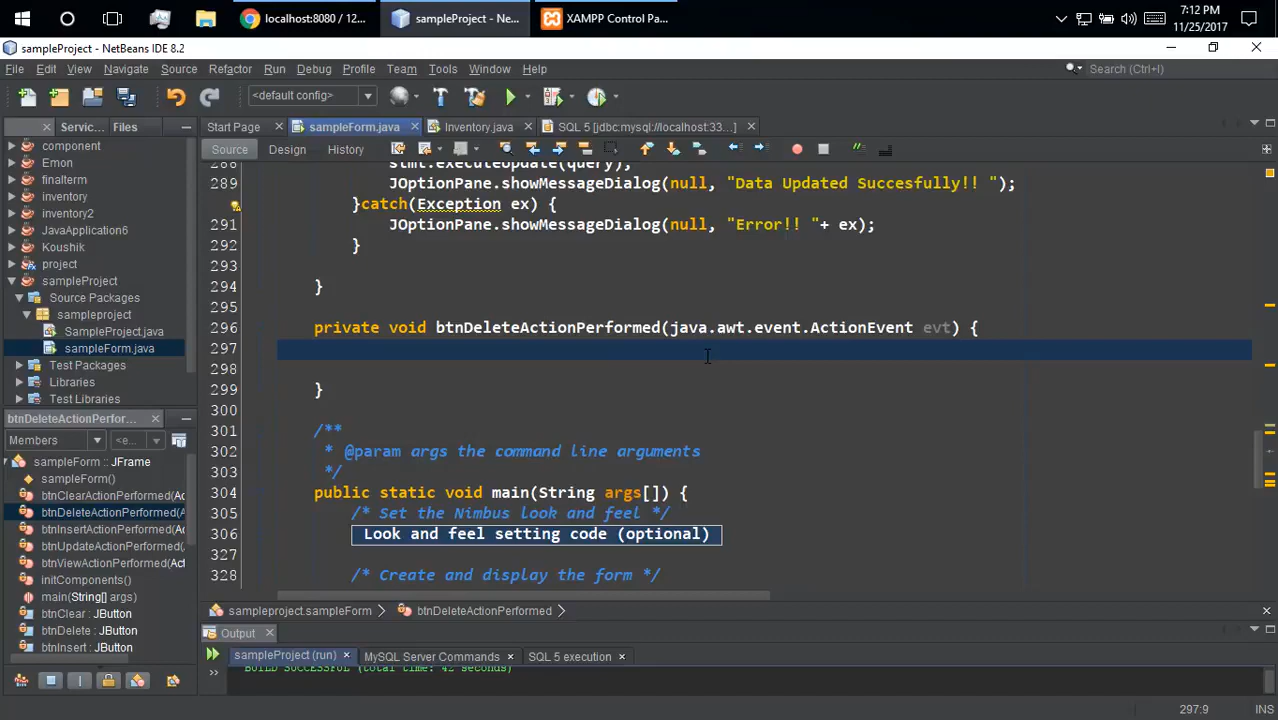 localhost:8080 / 12...
sampleProject - Ne...
XAMPP Control Pa...
7:12 PM
11/25/2017
sampleProject - NetBeans IDE 8.2
File Edit View Navigate Source Refactor Run Debug Profile Team Tools Window Help
Search (Ctrl+I)
<default config>
Servic... Files
Start Page sampleForm.java Inventory.java SQL 5 [jdbc:mysql://localhost:33...]
Source Design History
component
Emon
finalterm
inventory
inventory2
JavaApplication6
Koushik
project
sampleProject
Source Packages
sampleproject
SampleProject.java
sampleForm.java
Test Packages
Libraries
Test Libraries
288 stmt.executeUpdate(query);
289 JOptionPane.showMessageDialog(null, "Data Updated Succesfully!! ");
}catch(Exception ex) {
291 JOptionPane.showMessageDialog(null, "Error!! "+ ex);
292 }
293
294 }
295
296 private void btnDeleteActionPerformed(java.awt.event.ActionEvent evt) {
297
298
299 }
300
301 /**
302 * @param args the command line arguments
303 */
304 public static void main(String args[]) {
305 /* Set the Nimbus look and feel */
306 Look and feel setting code (optional)
327
328 /* Create and display the form */
btnDeleteActionPerfor...
Members <e...
sampleForm :: JFrame
sampleForm()
btnClearActionPerformed(Ac
btnDeleteActionPerformed(A
btnInsertActionPerformed(Ac
btnUpdateActionPerformed(
btnViewActionPerformed(Act
initComponents()
main(String[] args)
btnClear : JButton
btnDelete : JButton
btnInsert : JButton
sampleproject.sampleForm btnDeleteActionPerformed
Output
sampleProject (run) MySQL Server Commands SQL 5 execution
BUILD SUCCESSFUL (total time: 42 seconds)
297:9 INS